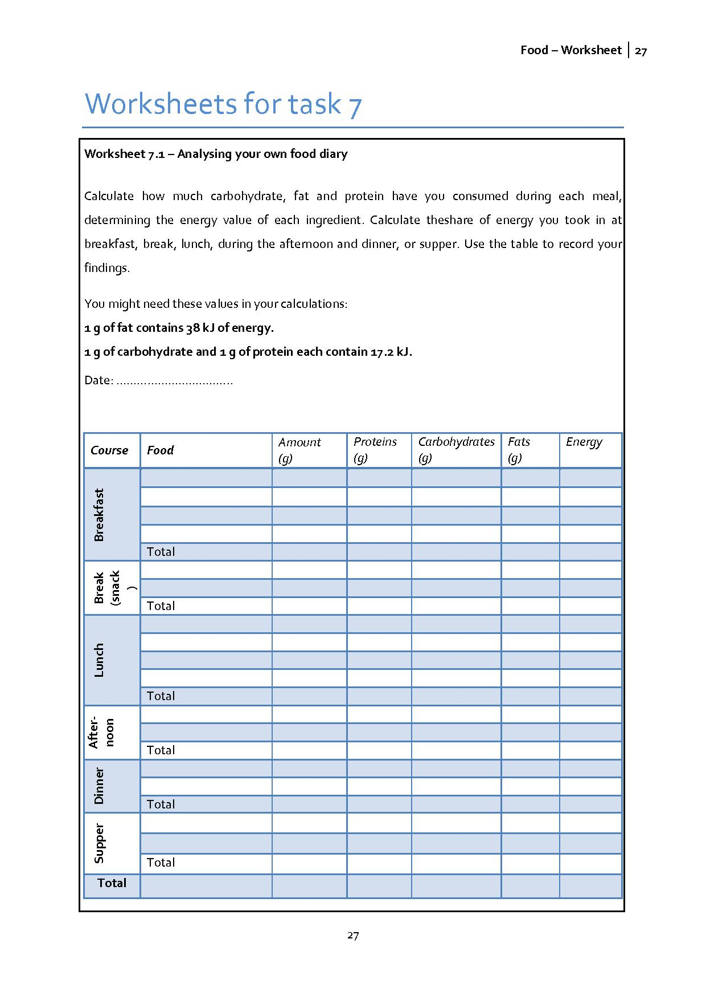 Food – Worksheet 27
Worksheets for task 7
Worksheet 7.1 – Analysing your own food diary
Calculate how much carbohydrate, fat and protein have you consumed during each meal,
determining the energy value of each ingredient. Calculate theshare of energy you took in at
breakfast, break, lunch, during the afternoon and dinner, or supper. Use the table to record your
findings.
You might need these values in your calculations:
1 g of fat contains 38 kJ of energy.
1 g of carbohydrate and 1 g of protein each contain 17.2 kJ.
Date: ..................................
Course Food Amount (g) Proteins (g) Carbohydrates (g) Fats (g) Energy
Breakfast
Total
Break
(snack
)
Total
Lunch
Total
After-
noon
Total
Dinner
Total
Supper
Total
Total
27